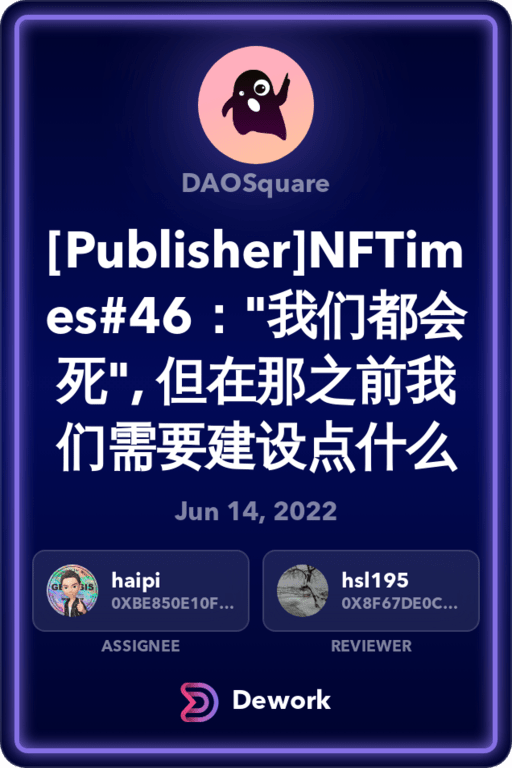 DAOSquare
[Publisher]NFTim
es#46："我们都会
死", 但在那之前我
们需要建设点什么
Jun 14, 2022
haipi
0XBE850E10F...
hsl195
0X8F67DE0C...
ASSIGNEE
REVIEWER
Dework